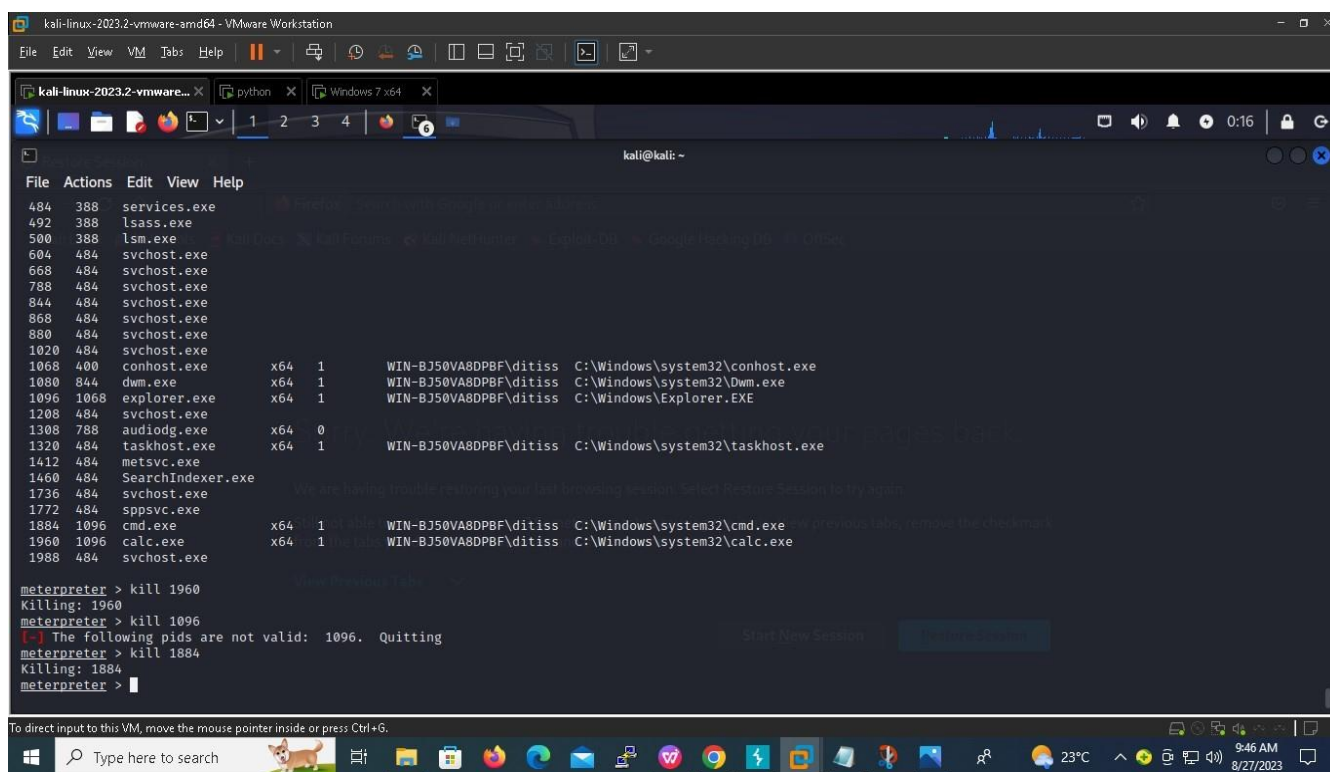 kali-linux-2023.2-vmware-amd64 - VMware Workstation
File Edit View VM Tabs Help
kali-linux-2023.2-vmware... python Windows 7 x64
1 2 3 4 6 0:16
kali@kali: ~
File Actions Edit View Help
484 388 services.exe
492 388 lsass.exe
500 388 lsm.exe
604 484 svchost.exe
668 484 svchost.exe
788 484 svchost.exe
844 484 svchost.exe
868 484 svchost.exe
880 484 svchost.exe
1020 484 svchost.exe
1068 400 conhost.exe x64 1 WIN-BJ50VA8DPBF\ditiss C:\Windows\system32\conhost.exe
1080 844 dwm.exe x64 1 WIN-BJ50VA8DPBF\ditiss C:\Windows\system32\Dwm.exe
1096 1068 explorer.exe x64 1 WIN-BJ50VA8DPBF\ditiss C:\Windows\Explorer.EXE
1208 484 svchost.exe
1308 788 audiodg.exe x64 0
1320 484 taskhost.exe x64 1 WIN-BJ50VA8DPBF\ditiss C:\Windows\system32\taskhost.exe
1412 484 metsvc.exe
1460 484 SearchIndexer.exe
1736 484 svchost.exe
1772 484 sppsvc.exe
1884 1096 cmd.exe x64 1 WIN-BJ50VA8DPBF\ditiss C:\Windows\system32\cmd.exe
1960 1096 calc.exe x64 1 WIN-BJ50VA8DPBF\ditiss C:\Windows\system32\calc.exe
1988 484 svchost.exe
meterpreter > kill 1960
Killing: 1960
meterpreter > kill 1096
[-] The following pids are not valid: 1096. Quitting
meterpreter > kill 1884
Killing: 1884
meterpreter >
View Previous Tabs
Start New Session Restore Session
To direct input to this VM, move the mouse pointer inside or press Ctrl+G.
Type here to search 23°C 9:46 AM
8/27/2023